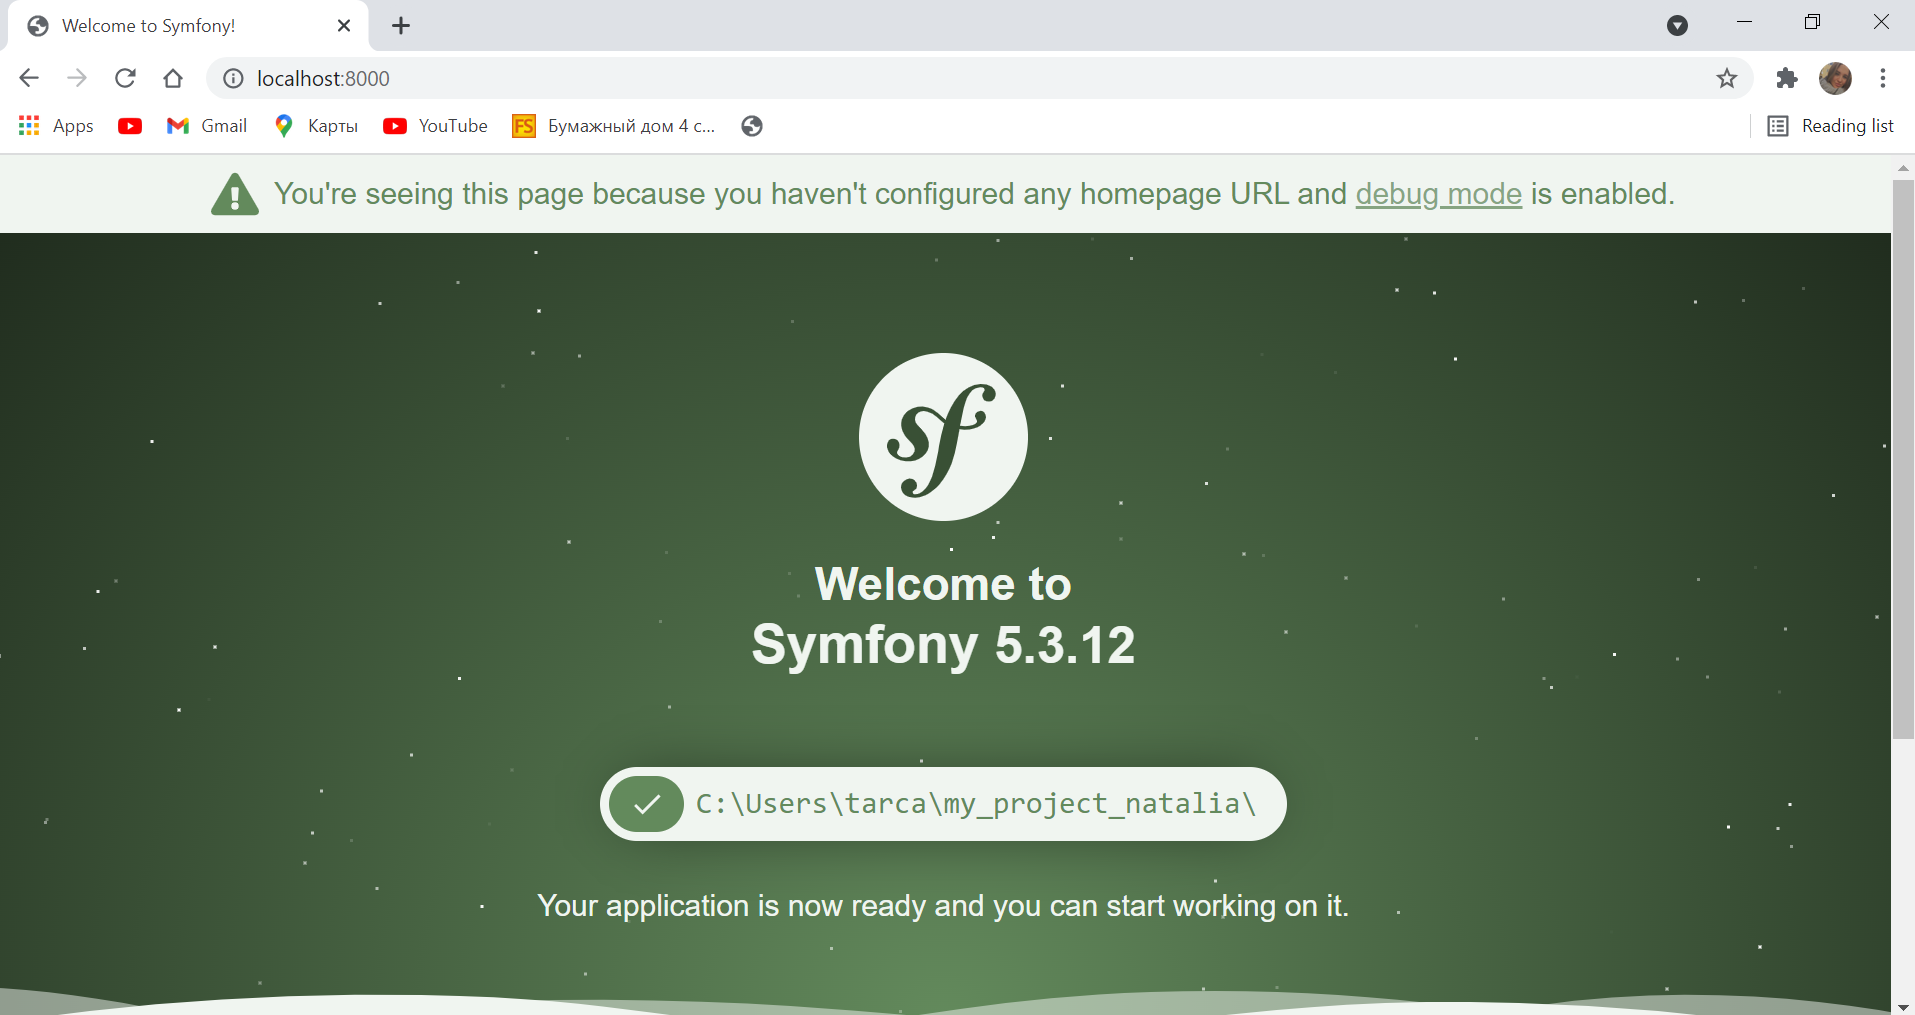 Welcome to Symfony!
localhost:8000
Apps Gmail Карты YouTube FS Бумажный дом 4 с... Reading list
You're seeing this page because you haven't configured any homepage URL and debug mode is enabled.
sf
Welcome to
Symfony 5.3.12
C:\Users\tarca\my_project_natalia\
Your application is now ready and you can start working on it.